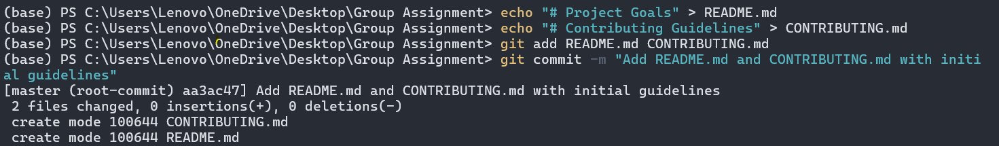 (base) PS C:\Users\Lenovo\OneDrive\Desktop\Group Assignment> echo "# Project Goals" > README.md
(base) PS C:\Users\Lenovo\OneDrive\Desktop\Group Assignment> echo "# Contributing Guidelines" > CONTRIBUTING.md
(base) PS C:\Users\Lenovo\OneDrive\Desktop\Group Assignment> git add README.md CONTRIBUTING.md
(base) PS C:\Users\Lenovo\OneDrive\Desktop\Group Assignment> git commit -m "Add README.md and CONTRIBUTING.md with initi
al guidelines"
[master (root-commit) aa3ac47] Add README.md and CONTRIBUTING.md with initial guidelines
 2 files changed, 0 insertions(+), 0 deletions(-)
 create mode 100644 CONTRIBUTING.md
 create mode 100644 README.md